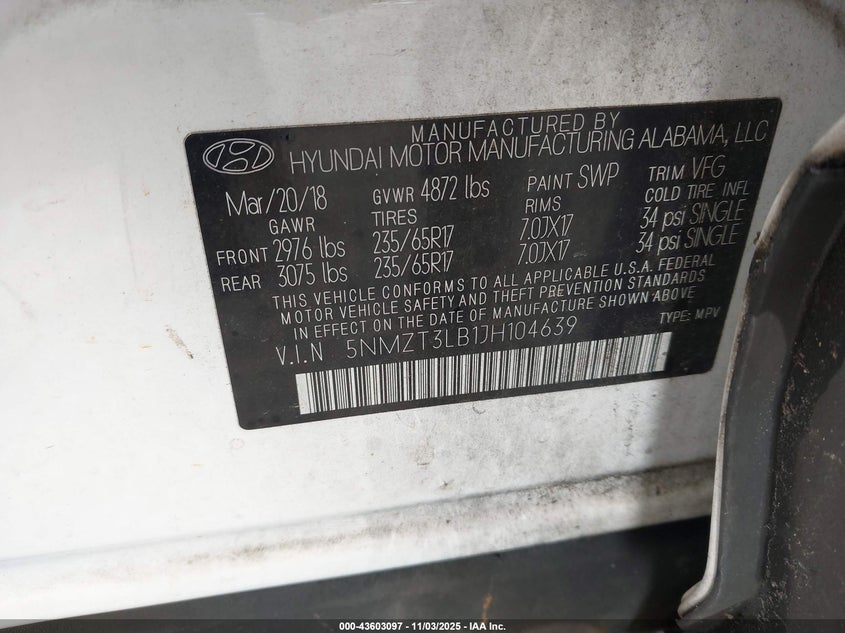 MANUFACTURED BY
HYUNDAI MOTOR MANUFACTURING ALABAMA, LLC
Mar/20/18 GVWR 4872 lbs PAINT SWP TRIM VFG
GAWR TIRES RIMS COLD TIRE INFL
FRONT 2976 lbs 235/65R17 7.0JX17 34 psi SINGLE
REAR 3075 lbs 235/65R17 7.0JX17 34 psi SINGLE
THIS VEHICLE CONFORMS TO ALL APPLICABLE U.S.A. FEDERAL
MOTOR VEHICLE SAFETY AND THEFT PREVENTION STANDARDS
IN EFFECT ON THE DATE OF MANUFACTURE SHOWN ABOVE
V.I.N 5NMZT3LB1JH104639 TYPE: MPV
000-43603097 - 11/03/2025 - IAA Inc.